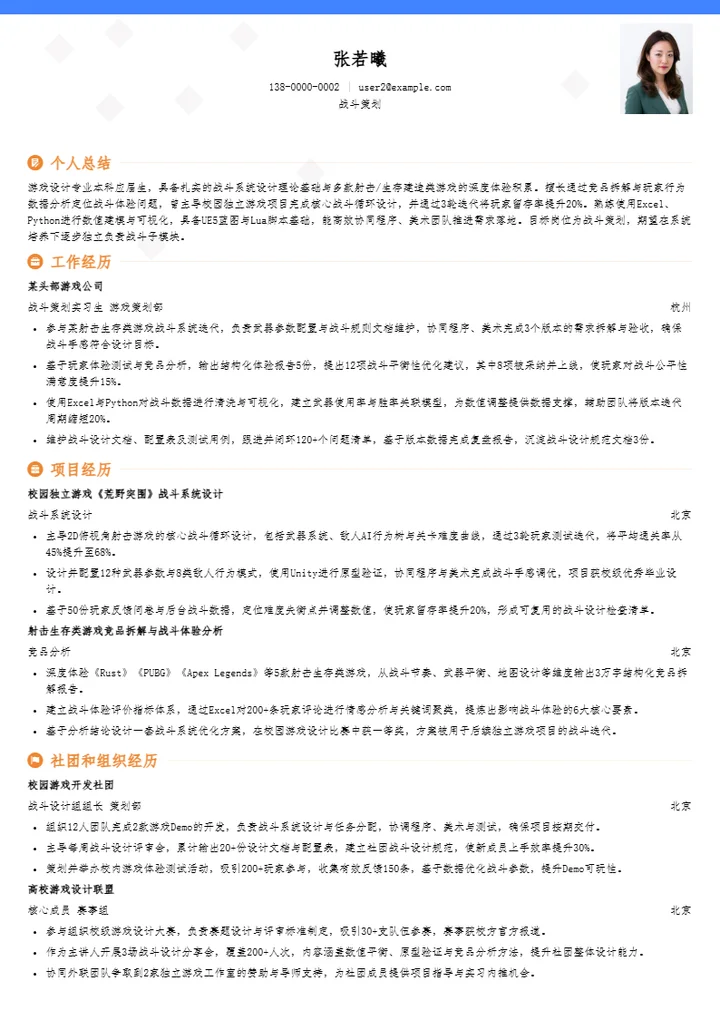 张若曦
138-0000-0002 | user2@example.com
战斗策划
个人总结
游戏设计专业本科应届生，具备扎实的战斗系统设计理论基础与多款射击/生存建造类游戏的深度体验积累。擅长通过竞品拆解与玩家行为
数据分析定位战斗体验问题，曾主导校园独立游戏项目完成核心战斗循环设计，并通过3轮迭代将玩家留存率提升20%。熟练使用Excel、
Python进行数值建模与可视化，具备UE5蓝图与Lua脚本基础，能高效协同程序、美术团队推进需求落地。目标岗位为战斗策划，期望在系统
培养下逐步独立负责战斗子模块。
工作经历
某头部游戏公司
战斗策划实习生 游戏策划部 杭州
• 参与某射击生存类游戏战斗系统迭代，负责武器参数配置与战斗规则文档维护，协同程序、美术完成3个版本的需求拆解与验收，确保
战斗手感符合设计目标。
• 基于玩家体验测试与竞品分析，输出结构化体验报告5份，提出12项战斗平衡性优化建议，其中8项被采纳并上线，使玩家对战斗公平性
满意度提升15%。
• 使用Excel与Python对战斗数据进行清洗与可视化，建立武器使用率与胜率关联模型，为数值调整提供数据支撑，辅助团队将版本迭代
周期缩短20%。
• 维护战斗设计文档、配置表及测试用例，跟进并闭环120+个问题清单，基于版本数据完成复盘报告，沉淀战斗设计规范文档3份。
项目经历
校园独立游戏《荒野突围》战斗系统设计
战斗系统设计 北京
• 主导2D俯视角射击游戏的核心战斗循环设计，包括武器系统、敌人AI行为树与关卡难度曲线，通过3轮玩家测试迭代，将平均通关率从
45%提升至68%。
• 设计并配置12种武器参数与8类敌人行为模式，使用Unity进行原型验证，协同程序与美术完成战斗手感调优，项目获校级优秀毕业设
计。
• 基于50份玩家反馈问卷与后台战斗数据，定位难度失衡点并调整数值，使玩家留存率提升20%，形成可复用的战斗设计检查清单。
射击生存类游戏竞品拆解与战斗体验分析
竞品分析 北京
• 深度体验《Rust》《PUBG》《Apex Legends》等5款射击生存类游戏，从战斗节奏、武器平衡、地图设计等维度输出3万字结构化竞品拆
解报告。
• 建立战斗体验评价指标体系，通过Excel对200+条玩家评论进行情感分析与关键词聚类，提炼出影响战斗体验的6大核心要素。
• 基于分析结论设计一套战斗系统优化方案，在校园游戏设计比赛中获一等奖，方案被用于后续独立游戏项目的战斗迭代。
社团和组织经历
校园游戏开发社团
战斗设计组组长 策划部 北京
• 组织12人团队完成2款游戏Demo的开发，负责战斗系统设计与任务分配，协调程序、美术与测试，确保项目按期交付。
• 主导每周战斗设计评审会，累计输出20+份设计文档与配置表，建立社团战斗设计规范，使新成员上手效率提升30%。
• 策划并举办校内游戏体验测试活动，吸引200+玩家参与，收集有效反馈150条，基于数据优化战斗参数，提升Demo可玩性。
高校游戏设计联盟
核心成员 赛事组 北京
• 参与组织校级游戏设计大赛，负责赛题设计与评审标准制定，吸引30+支队伍参赛，赛事获校方官方报道。
• 作为主讲人开展3场战斗设计分享会，覆盖200+人次，内容涵盖数值平衡、原型验证与竞品分析方法，提升社团整体设计能力。
• 协同外联团队争取到2家独立游戏工作室的赞助与导师支持，为社团成员提供项目指导与实习内推机会。